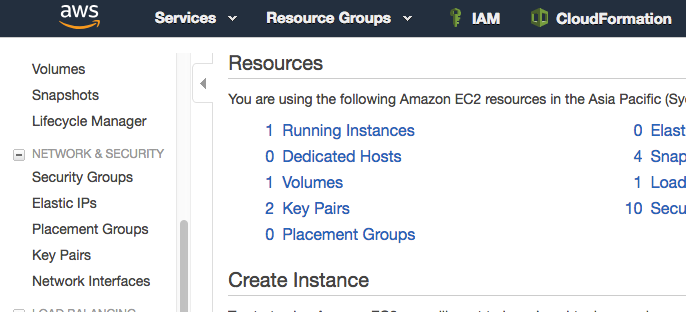 aws
Services
Resource Groups
IAM
CloudFormation
Volumes
Snapshots
Lifecycle Manager
NETWORK & SECURITY
Security Groups
Elastic IPs
Placement Groups
Key Pairs
Network Interfaces
Resources
You are using the following Amazon EC2 resources in the Asia Pacific (Sy
1 Running Instances
0 Elast
0 Dedicated Hosts
4 Snap
1 Volumes
1 Load
2 Key Pairs
10 Secu
0 Placement Groups
Create Instance